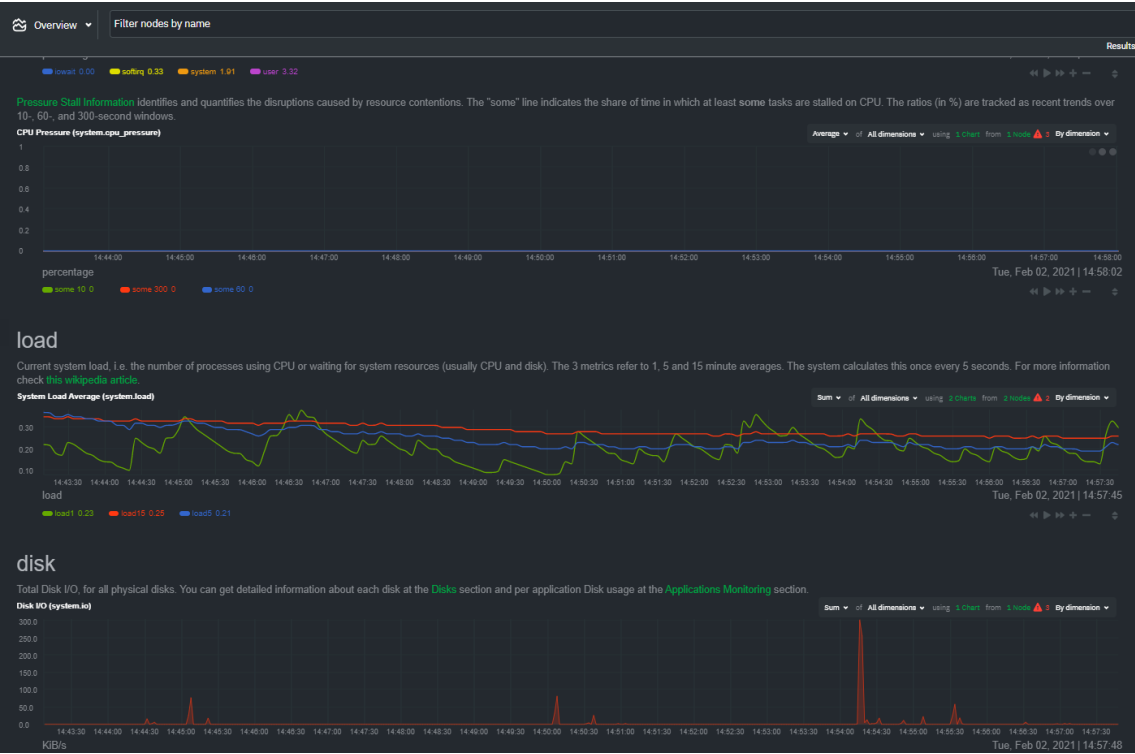 Overview
Filter nodes by name
Results
iowait 0.00 softirq 0.33 system 1.91 user 3.32
Pressure Stall Information identifies and quantifies the disruptions caused by resource contentions. The "some" line indicates the share of time in which at least some tasks are stalled on CPU. The ratios (in %) are tracked as recent trends over
10-, 60-, and 300-second windows.
CPU Pressure (system.cpu_pressure)
Average of All dimensions using 1 Chart from 1 Node 3 By dimension
1
0.8
0.6
0.4
0.2
0
14:44:00 14:45:00 14:46:00 14:47:00 14:48:00 14:49:00 14:50:00 14:51:00 14:52:00 14:53:00 14:54:00 14:55:00 14:56:00 14:57:00 14:58:00
percentage
Tue, Feb 02, 2021 | 14:58:02
some 10 0 some 300 0 some 60 0
load
Current system load, i.e. the number of processes using CPU or waiting for system resources (usually CPU and disk). The 3 metrics refer to 1, 5 and 15 minute averages. The system calculates this once every 5 seconds. For more information
check this wikipedia article.
System Load Average (system.load)
Sum of All dimensions using 2 Charts from 2 Nodes 2 By dimension
0.30
0.20
0.10
14:43:30 14:44:00 14:44:30 14:45:00 14:45:30 14:46:00 14:46:30 14:47:00 14:47:30 14:48:00 14:48:30 14:49:00 14:49:30 14:50:00 14:50:30 14:51:00 14:51:30 14:52:00 14:52:30 14:53:00 14:53:30 14:54:00 14:54:30 14:55:00 14:55:30 14:56:00 14:56:30 14:57:00 14:57:30
load
Tue, Feb 02, 2021 | 14:57:45
load1 0.23 load15 0.25 load5 0.21
disk
Total Disk I/O, for all physical disks. You can get detailed information about each disk at the Disks section and per application Disk usage at the Applications Monitoring section.
Disk I/O (system.io)
Sum of All dimensions using 1 Chart from 1 Node 3 By dimension
300.0
250.0
200.0
150.0
100.0
50.0
0.0
14:43:30 14:44:00 14:44:30 14:45:00 14:45:30 14:46:00 14:46:30 14:47:00 14:47:30 14:48:00 14:48:30 14:49:00 14:49:30 14:50:00 14:50:30 14:51:00 14:51:30 14:52:00 14:52:30 14:53:00 14:53:30 14:54:00 14:54:30 14:55:00 14:55:30 14:56:00 14:56:30 14:57:00 14:57:30
KiB/s
Tue, Feb 02, 2021 | 14:57:48